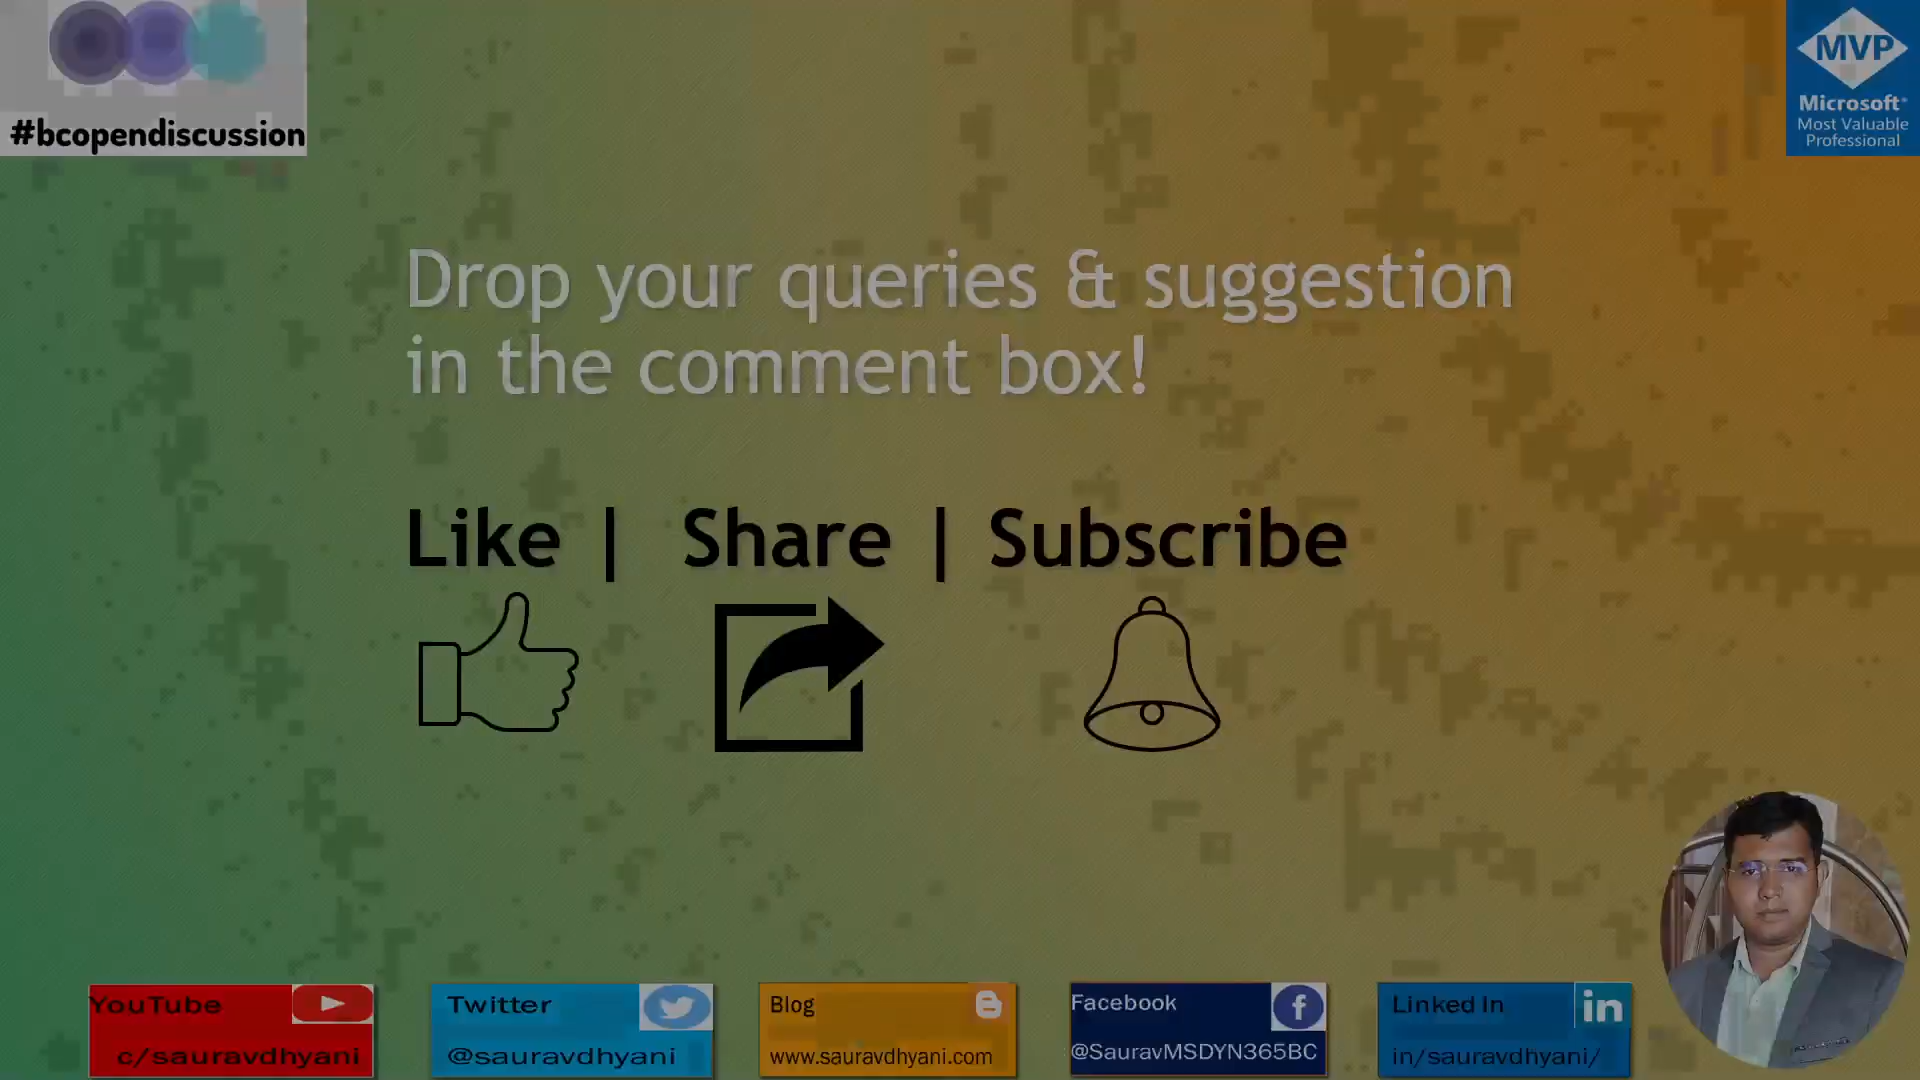 #bcopendiscussion
MVP
Microsoft®
Most Valuable
Professional
Drop your queries & suggestion
in the comment box!
Like | Share | Subscribe
YouTube
c/sauravdhyani
Twitter
@sauravdhyani
Blog
www.sauravdhyani.com
Facebook
@SauravMSDYN365BC
Linked In
in
in/sauravdhyani/